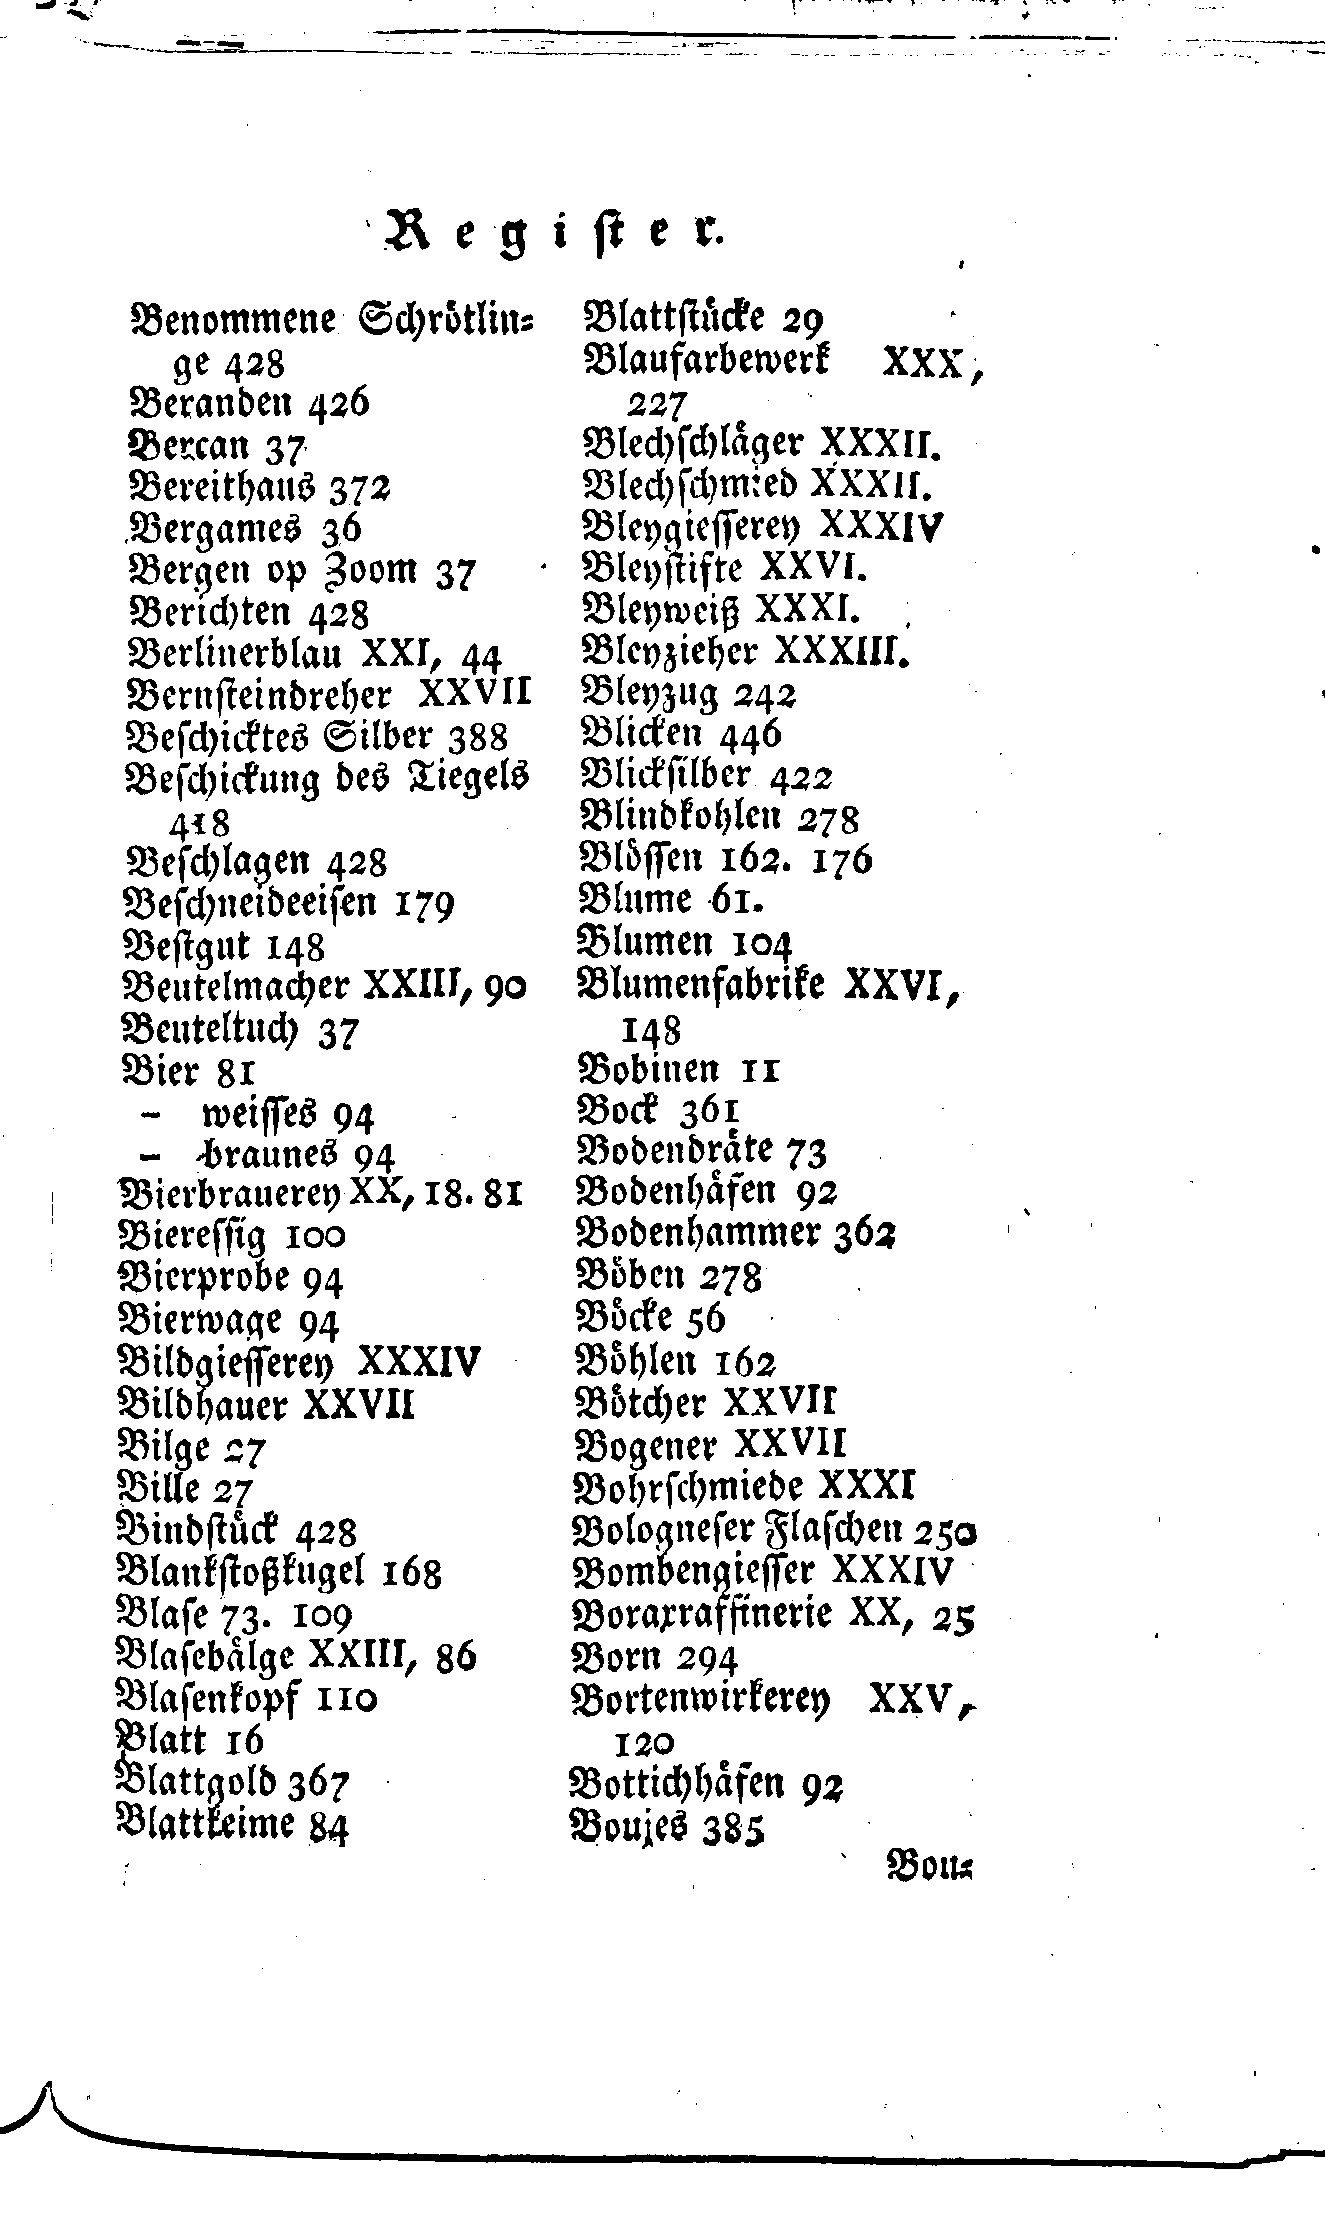 Register.
Benommene Schrötlin-
ge 428
Beranden 426
Bercan 37
Bereithaus 372
Bergames 36
Bergen op Zoom 37
Berichten 428
Berlinerblau XXI, 44
Bernsteindreher XXVII
Beschicktes Silber 388
Beschickung des Tiegels
418
Beschlagen 428
Beschneideeisen 179
Bestgut 148
Beutelmacher XXIII, 90
Beuteltuch 37
Bier 81
– weisses 94
– braunes 94
Bierbrauerey XX, 18. 81
Bieressig 100
Bierprobe 94
Bierwage 94
Bildgiesserey XXXIV
Bildhauer XXVII
Bilge 27
Bille 27
Bindstück 428
Blankstoßkugel 168
Blase 73. 109
Blasebälge XXIII, 86
Blasenkopf 110
Blatt 16
Blattgold 367
Blattkeime 84
Blattstücke 29
Blaufarbewerk XXX,
227
Blechschläger XXXII.
Blechschmied XXXII.
Bleygiesserey XXXIV
Bleystifte XXVI.
Bleyweiß XXXI.
Bleyzieher XXXIII.
Bleyzug 242
Blicken 446
Blicksilber 422
Blindkohlen 278
Blössen 162. 176
Blume 61.
Blumen 104
Blumenfabrike XXVI,
148
Bobinen 11
Bock 361
Bodendräte 73
Bodenhäfen 92
Bodenhammer 362
Böben 278
Böcke 56
Böhlen 162
Bötcher XXVII
Bogener XXVII
Bohrschmiede XXXI
Bologneser Flaschen 250
Bombengiesser XXXIV
Boraxraffinerie XX, 25
Born 294
Bortenwirkerey XXV,
120
Bottichhäfen 92
Boujes 385
Bou-